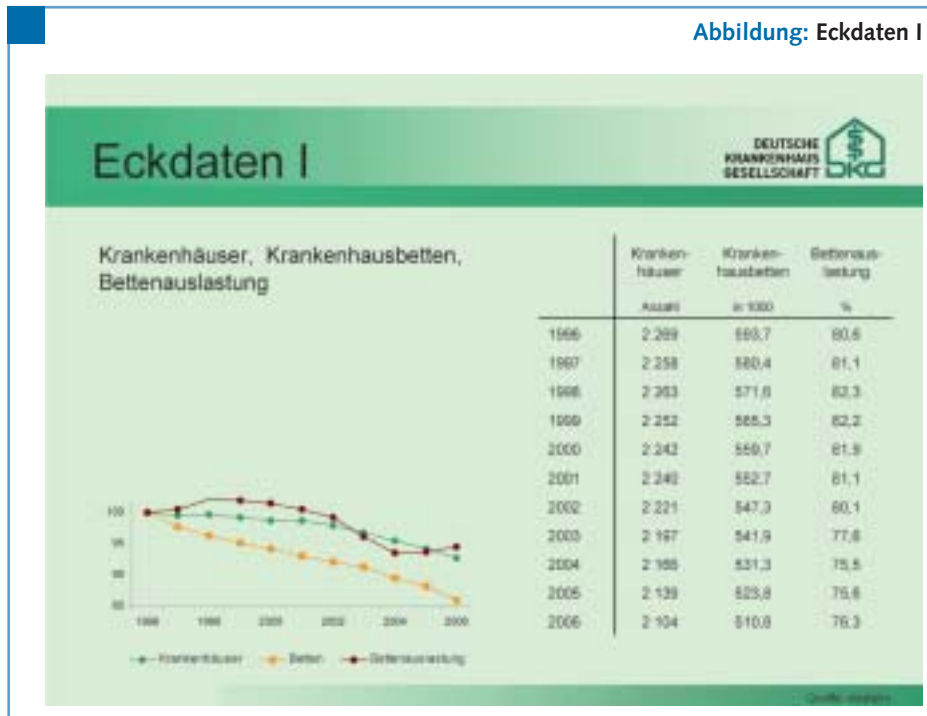 Abbildung: Eckdaten I
Eckdaten I
DEUTSCHE
KRANKENHAUS
GESELLSCHAFT
DKG
Krankenhäuser, Krankenhausbetten,
Bettenauslastung
Kranken- Kranken- Bettenaus-
häuser hausbetten lastung
Anzahl in 1000 %
1996 2 269 593,7 80,6
1997 2 258 580,4 81,1
1998 2 263 571,6 82,3
1999 2 252 565,3 82,2
2000 2 242 559,7 81,9
2001 2 240 552,7 81,1
2002 2 221 547,3 80,1
2003 2 197 541,9 77,6
2004 2 166 531,3 75,5
2005 2 139 523,8 75,6
2006 2 104 510,8 76,3
100
95
90
85
1996 1998 2000 2002 2004 2006
Krankenhäuser Betten Bettenauslastung
Quelle: